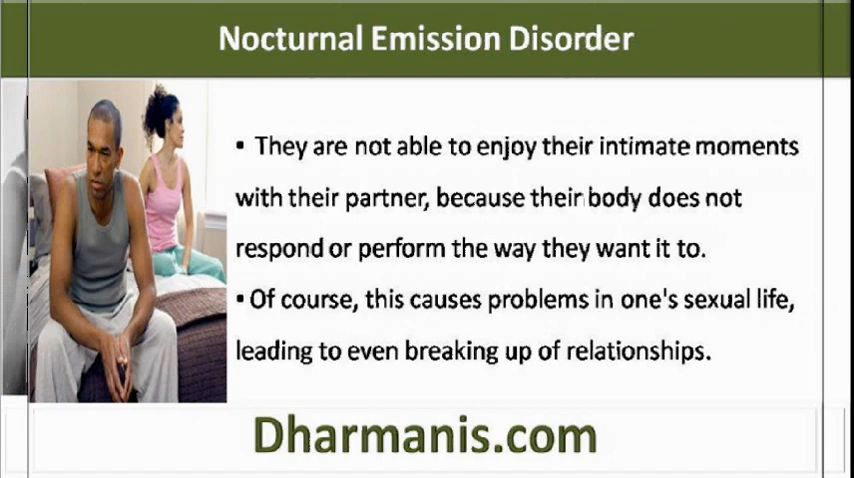 Nocturnal Emission Disorder
▪ They are not able to enjoy their intimate moments
with their partner, because their body does not
respond or perform the way they want it to.
▪ Of course, this causes problems in one's sexual life,
leading to even breaking up of relationships.
Dharmanis.com